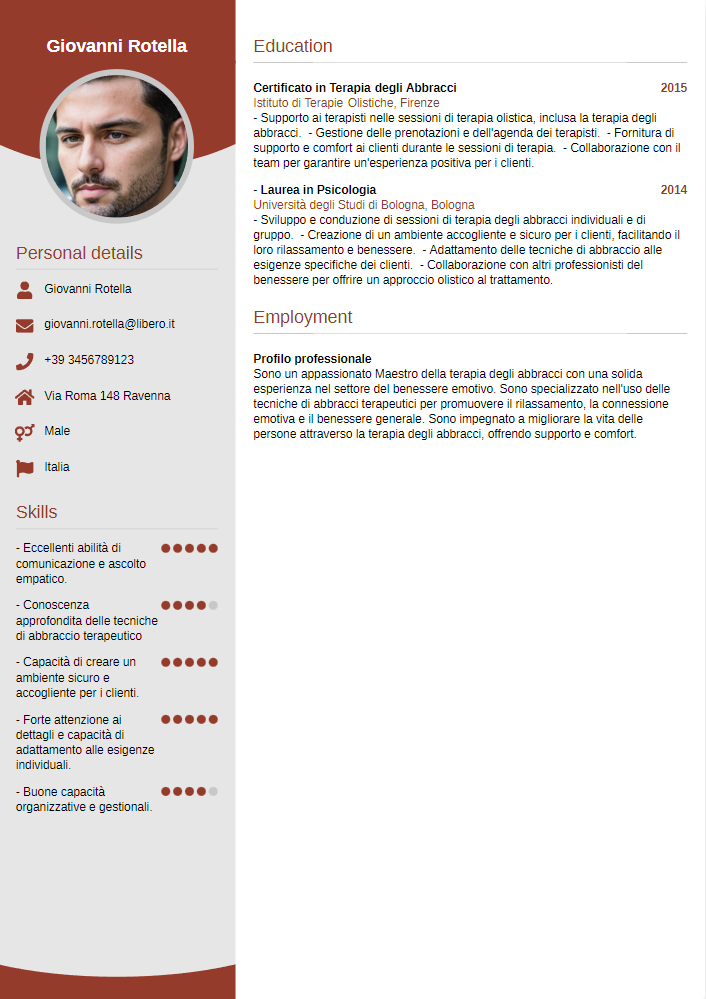 Giovanni Rotella
Personal details
Giovanni Rotella
giovanni.rotella@libero.it
+39 3456789123
Via Roma 148 Ravenna
Male
Italia
Skills
- Eccellenti abilità di
comunicazione e ascolto
empatico.
- Conoscenza
approfondita delle tecniche
di abbraccio terapeutico
- Capacità di creare un
ambiente sicuro e
accogliente per i clienti.
- Forte attenzione ai
dettagli e capacità di
adattamento alle esigenze
individuali.
- Buone capacità
organizzative e gestionali.
Education
Certificato in Terapia degli Abbracci 2015
Istituto di Terapie Olistiche, Firenze
- Supporto ai terapisti nelle sessioni di terapia olistica, inclusa la terapia degli
abbracci.  - Gestione delle prenotazioni e dell'agenda dei terapisti.  - Fornitura di
supporto e comfort ai clienti durante le sessioni di terapia.  - Collaborazione con il
team per garantire un'esperienza positiva per i clienti.
- Laurea in Psicologia 2014
Università degli Studi di Bologna, Bologna
- Sviluppo e conduzione di sessioni di terapia degli abbracci individuali e di
gruppo.  - Creazione di un ambiente accogliente e sicuro per i clienti, facilitando il
loro rilassamento e benessere.  - Adattamento delle tecniche di abbraccio alle
esigenze specifiche dei clienti.  - Collaborazione con altri professionisti del
benessere per offrire un approccio olistico al trattamento.
Employment
Profilo professionale
Sono un appassionato Maestro della terapia degli abbracci con una solida
esperienza nel settore del benessere emotivo. Sono specializzato nell'uso delle
tecniche di abbracci terapeutici per promuovere il rilassamento, la connessione
emotiva e il benessere generale. Sono impegnato a migliorare la vita delle
persone attraverso la terapia degli abbracci, offrendo supporto e comfort.